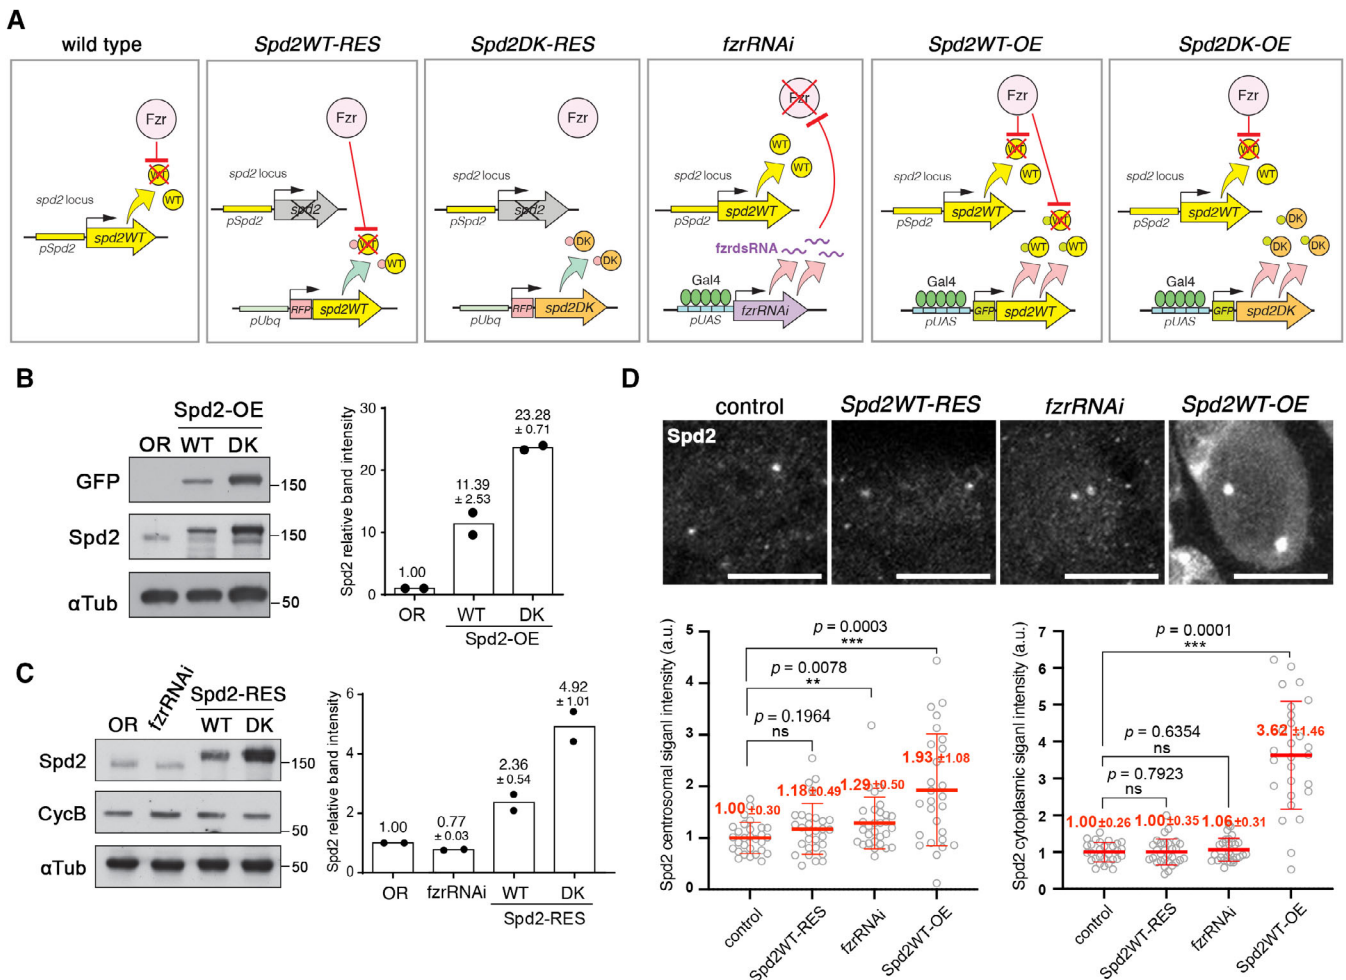 A
wild type
Spd2WT-RES
Spd2DK-RES
fzrRNAi
Spd2WT-OE
Spd2DK-OE
Fzr
WT
WT
spd2 locus
pSpd2
spd2WT
Fzr
spd2 locus
pSpd2
spd2
WT
WT
pUbq
RFP
spd2WT
Fzr
spd2 locus
pSpd2
spd2
DK
DK
pUbq
RFP
spd2DK
Fzr
WT
WT
spd2 locus
pSpd2
spd2WT
fzrdsRNA
Gal4
pUAS
fzrRNAi
Fzr
WT
WT
spd2 locus
pSpd2
spd2WT
WT
WT
WT
Gal4
pUAS
GFP
spd2WT
Fzr
WT
WT
spd2 locus
pSpd2
spd2WT
DK
DK
DK
Gal4
pUAS
GFP
spd2DK
B
Spd2-OE
OR WT DK
GFP
150
Spd2
150
αTub
50
Spd2 relative band intensity
30
20
10
0
1.00
11.39
± 2.53
23.28
± 0.71
OR WT DK
Spd2-OE
C
OR fzrRNAi
Spd2-RES
WT DK
Spd2
150
CycB
50
αTub
50
Spd2 relative band intensity
6
4
2
0
1.00
0.77
± 0.03
2.36
± 0.54
4.92
± 1.01
OR fzrRNAi WT DK
Spd2-RES
D
control
Spd2WT-RES
fzrRNAi
Spd2WT-OE
Spd2
Spd2 centrosomal siganl intensity (a.u.)
5
4
3
2
1
0
p = 0.0003
***
p = 0.0078
**
p = 0.1964
ns
1.00 ±0.30
1.18±0.49
1.29±0.50
1.93±1.08
control
Spd2WT-RES
fzrRNAi
Spd2WT-OE
Spd2 cytoplasmic siganl intensity (a.u.)
7
6
5
4
3
2
1
0
p = 0.0001
***
p = 0.6354
ns
p = 0.7923
ns
1.00 ±0.26
1.00 ±0.35
1.06±0.31
3.62 ±1.46
control
Spd2WT-RES
fzrRNAi
Spd2WT-OE